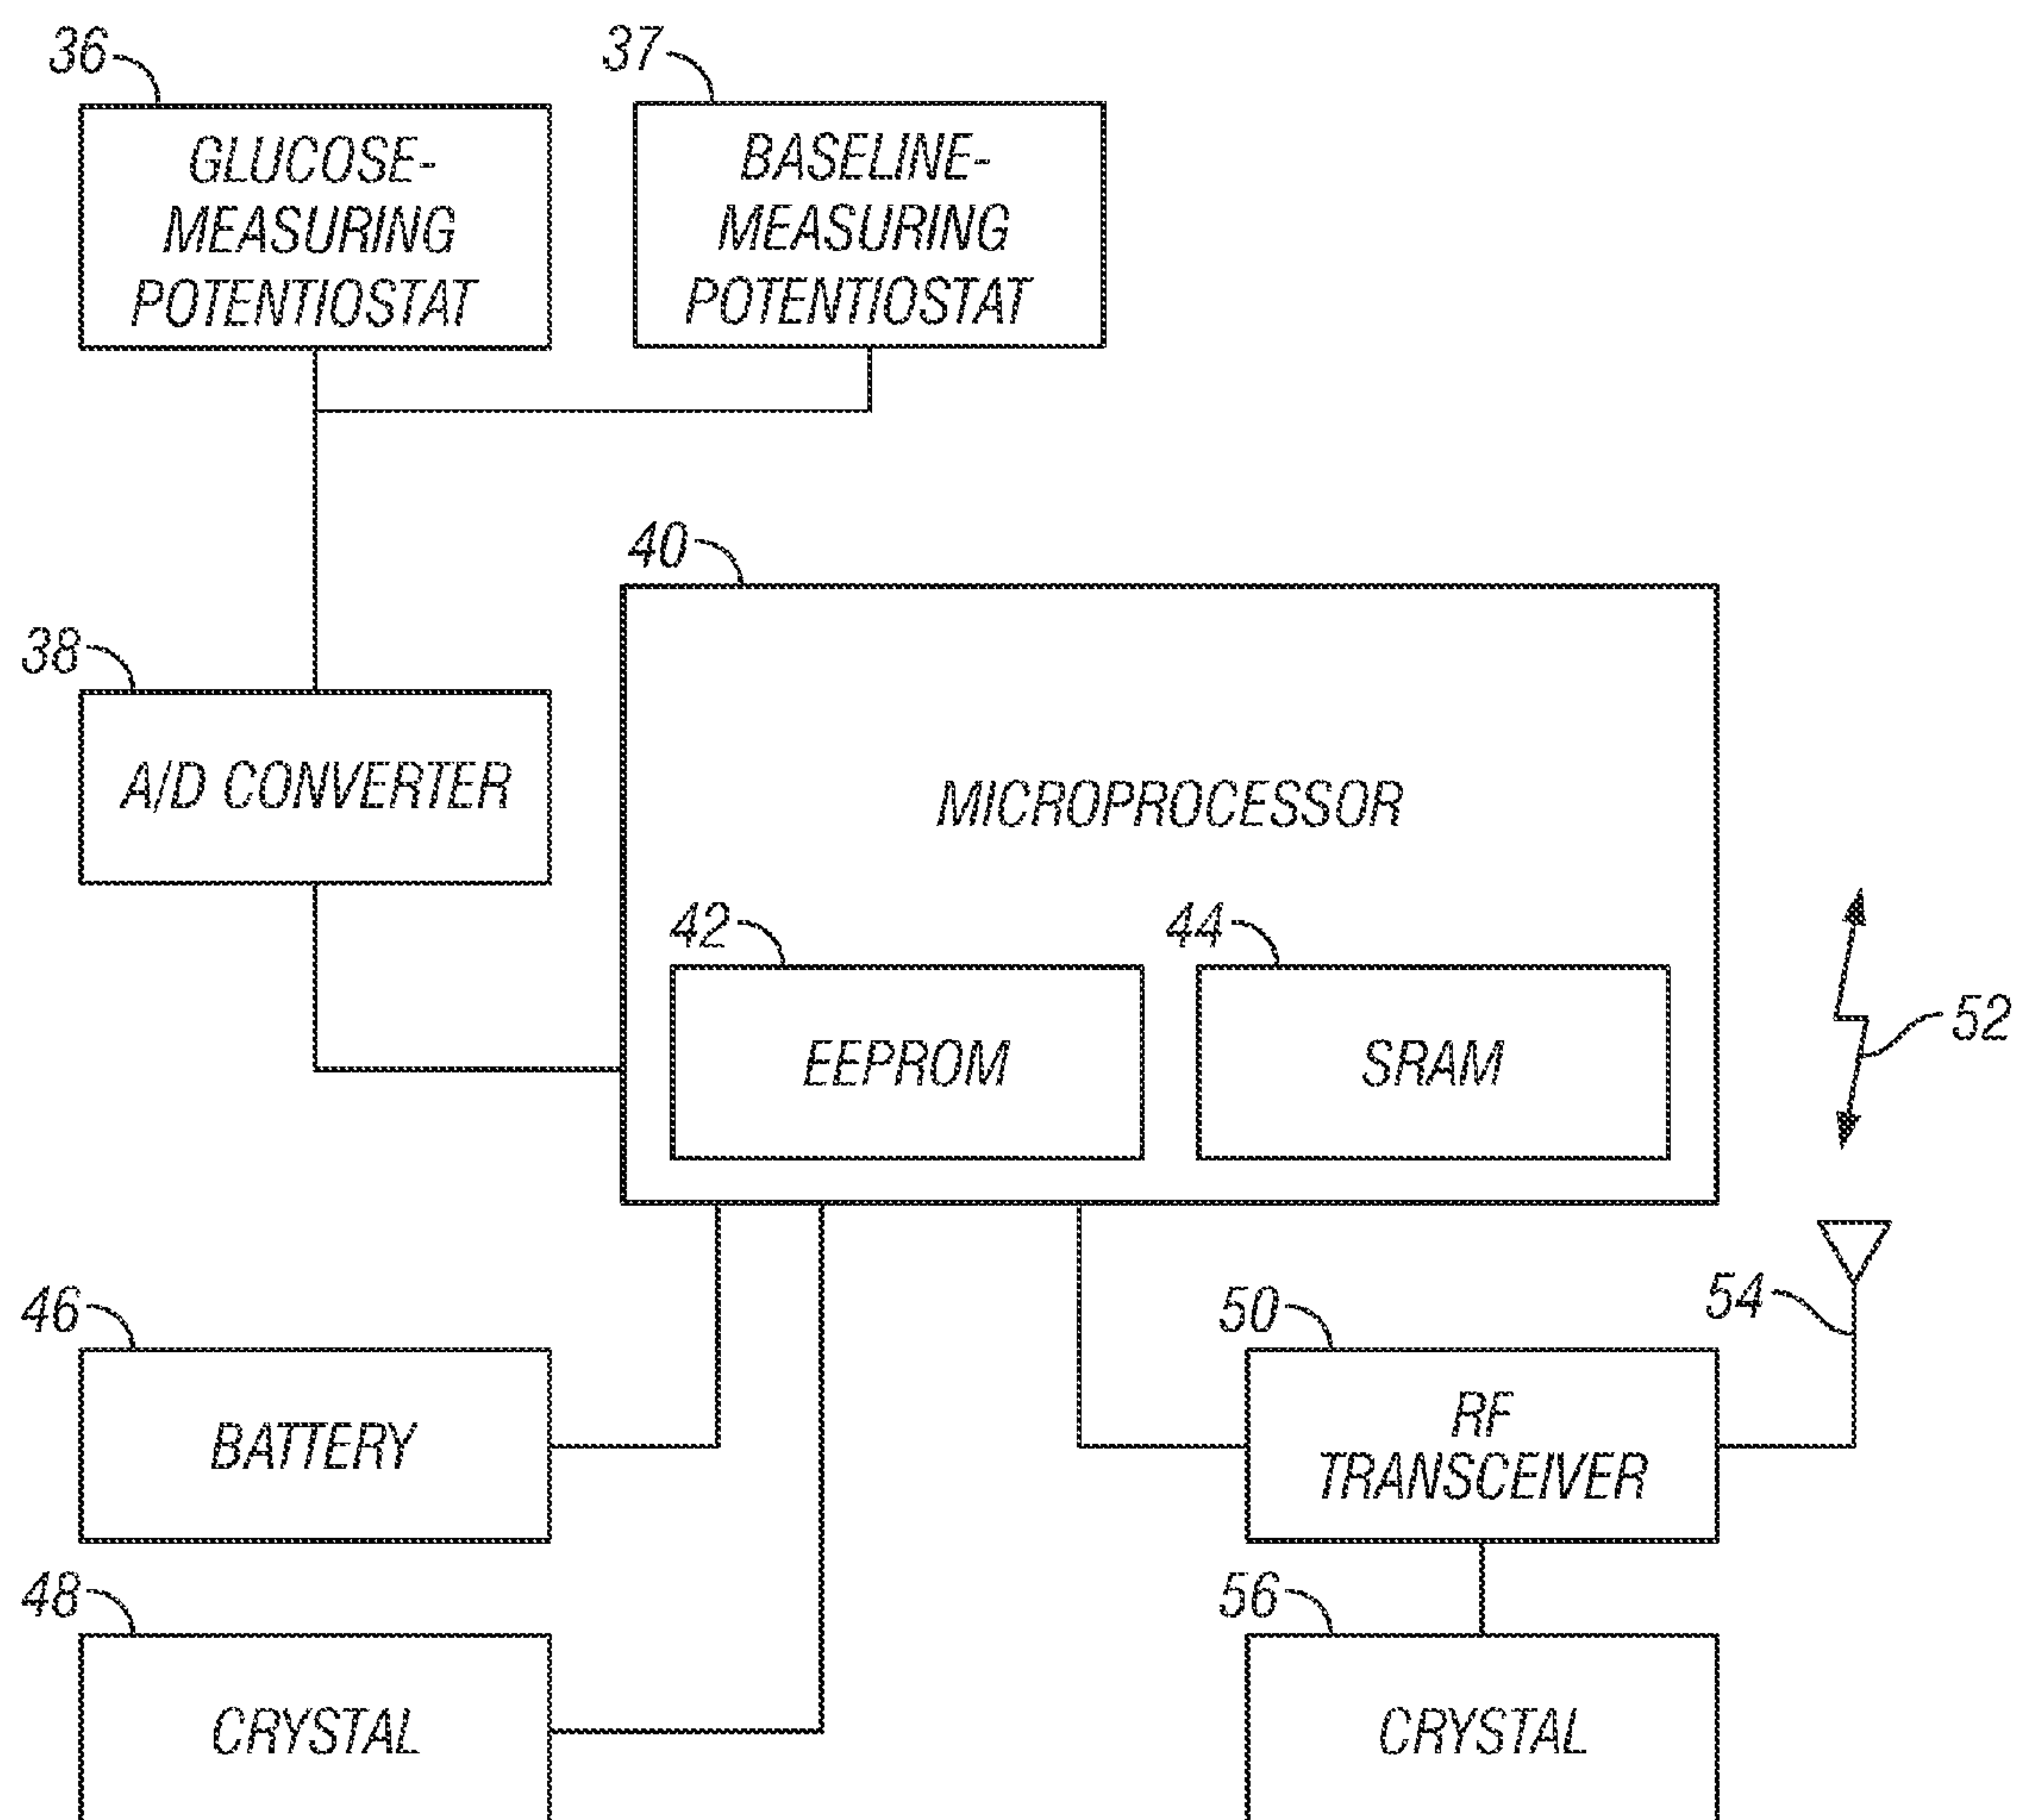 36
37
GLUCOSE-
MEASURING
POTENTIOSTAT
BASELINE-
MEASURING
POTENTIOSTAT
40
38
A/D CONVERTER
MICROPROCESSOR
42
44
EEPROM
SRAM
52
46
50
54
BATTERY
RF
TRANSCEIVER
48
56
CRYSTAL
CRYSTAL